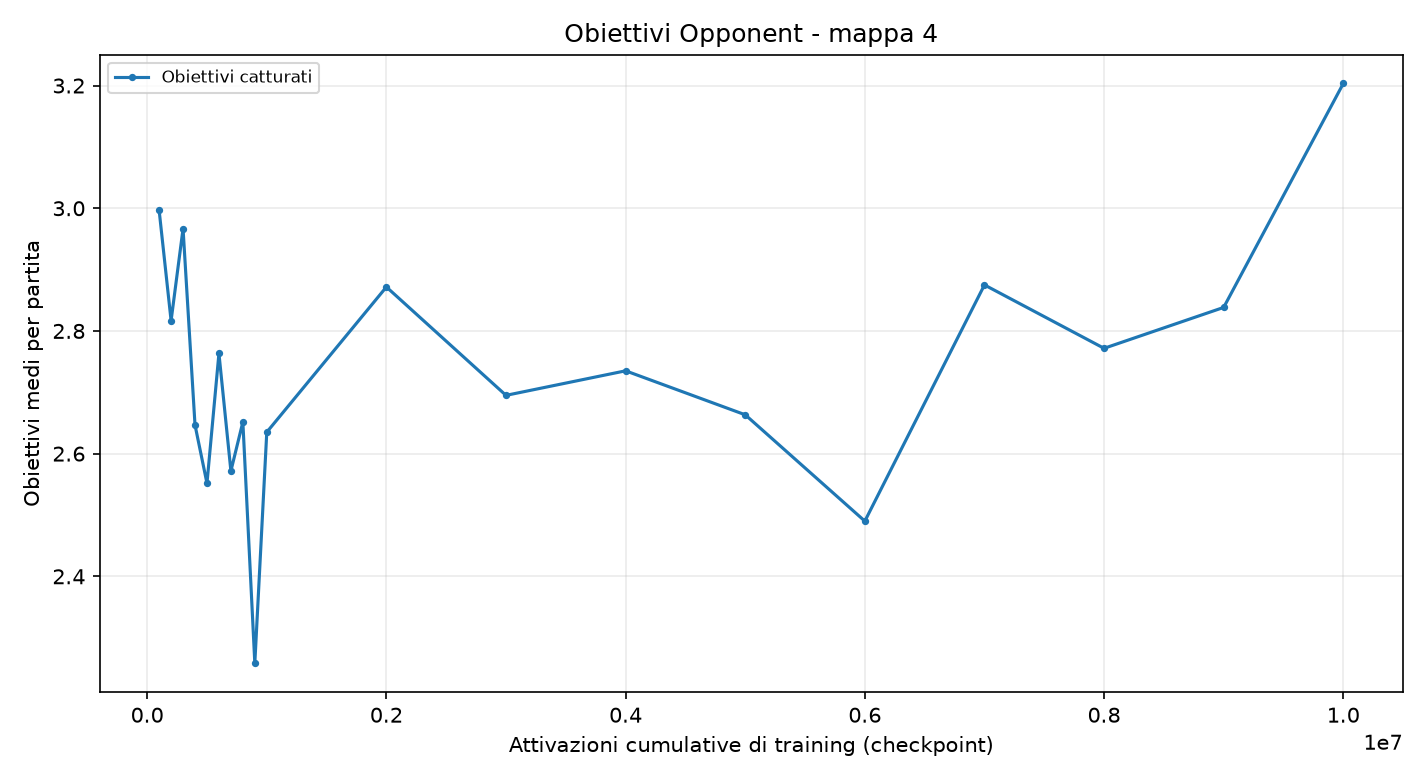 Obiettivi Opponent - mappa 4
Obiettivi catturati
Obiettivi medi per partita
3.2
3.0
2.8
2.6
2.4
0.0 0.2 0.4 0.6 0.8 1.0
1e7
Attivazioni cumulative di training (checkpoint)